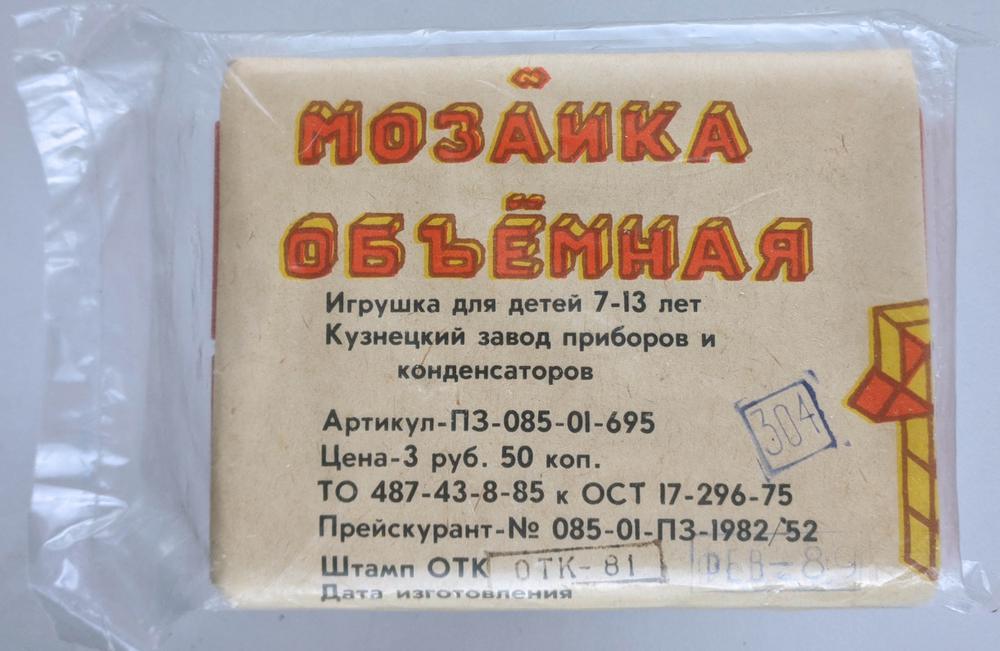 МОЗАЙКА
ОБЪЁМНАЯ
Игрушка для детей 7-13 лет
Кузнецкий завод приборов и
конденсаторов
Артикул-ПЗ-085-01-695
304
Цена-3 руб. 50 коп.
ТО 487-43-8-85 к ОСТ 17-296-75
Прейскурант-№ 085-01-ПЗ-1982/52
Штамп ОТК ОТК-81
Дата изготовления